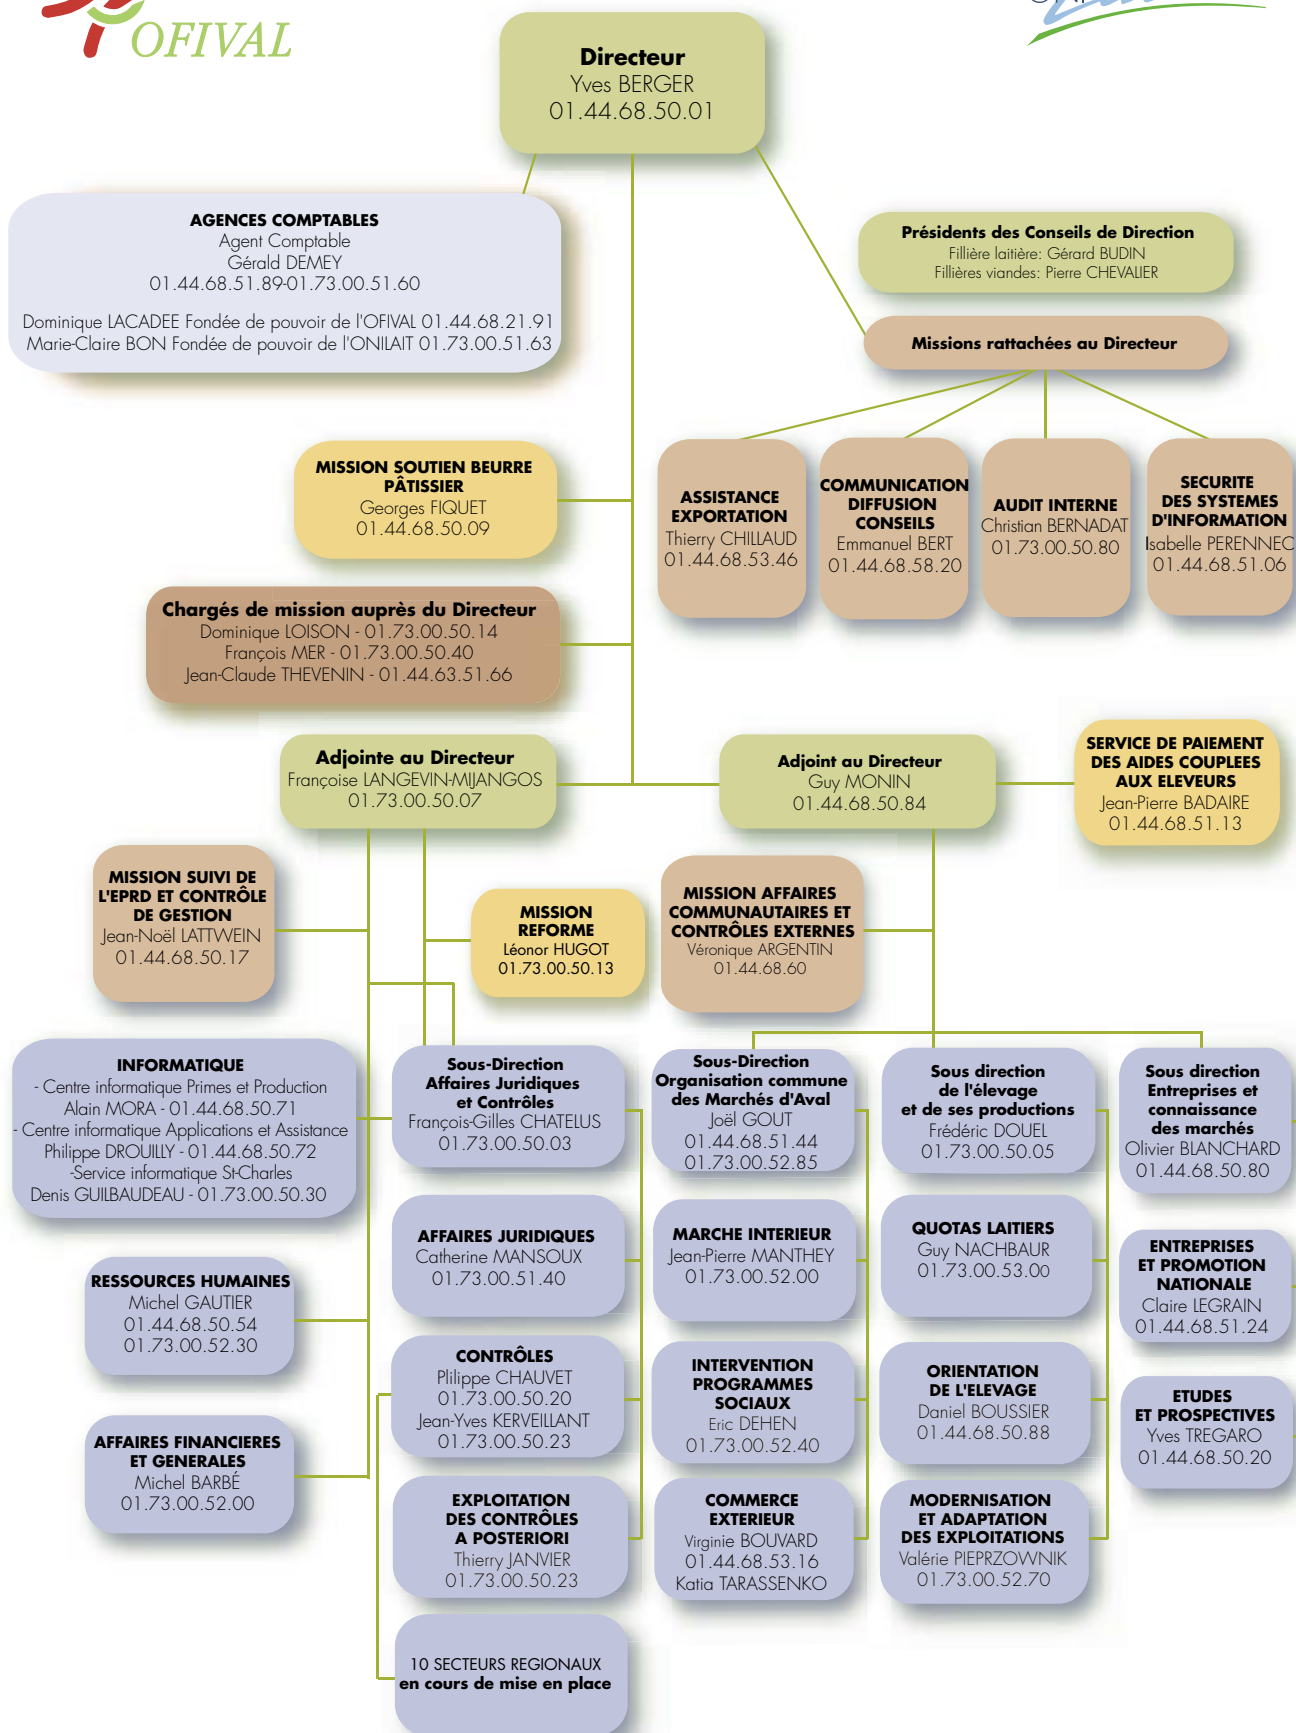 OFIVAL
Directeur
Yves BERGER
01.44.68.50.01
AGENCES COMPTABLES
Agent Comptable
Gérald DEMEY
01.44.68.51.89-01.73.00.51.60
Dominique LACADEE Fondée de pouvoir de l'OFIVAL 01.44.68.21.91
Marie-Claire BON Fondée de pouvoir de l'ONILAIT 01.73.00.51.63
Présidents des Conseils de Direction
Fillière laitière: Gérard BUDIN
Fillières viandes: Pierre CHEVALIER
Missions rattachées au Directeur
MISSION SOUTIEN BEURRE
PÂTISSIER
Georges FIQUET
01.44.68.50.09
ASSISTANCE
EXPORTATION
Thierry CHILLAUD
01.44.68.53.46
COMMUNICATION
DIFFUSION
CONSEILS
Emmanuel BERT
01.44.68.58.20
AUDIT INTERNE
Christian BERNADAT
01.73.00.50.80
SECURITE
DES SYSTEMES
D'INFORMATION
Isabelle PERENNEC
01.44.68.51.06
Chargés de mission auprès du Directeur
Dominique LOISON - 01.73.00.50.14
François MER - 01.73.00.50.40
Jean-Claude THEVENIN - 01.44.63.51.66
Adjointe au Directeur
Françoise LANGEVIN-MIJANGOS
01.73.00.50.07
Adjoint au Directeur
Guy MONIN
01.44.68.50.84
SERVICE DE PAIEMENT
DES AIDES COUPLEES
AUX ELEVEURS
Jean-Pierre BADAIRE
01.44.68.51.13
MISSION SUIVI DE
L'EPRD ET CONTRÔLE
DE GESTION
Jean-Noël LATTWEIN
01.44.68.50.17
MISSION
REFORME
Léonor HUGOT
01.73.00.50.13
MISSION AFFAIRES
COMMUNAUTAIRES ET
CONTRÔLES EXTERNES
Véronique ARGENTIN
01.44.68.60
INFORMATIQUE
- Centre informatique Primes et Production
Alain MORA - 01.44.68.50.71
- Centre informatique Applications et Assistance
Philippe DROUILLY - 01.44.68.50.72
-Service informatique St-Charles
Denis GUILBAUDEAU - 01.73.00.50.30
Sous-Direction
Affaires Juridiques
et Contrôles
François-Gilles CHATELUS
01.73.00.50.03
Sous-Direction
Organisation commune
des Marchés d'Aval
Joël GOUT
01.44.68.51.44
01.73.00.52.85
Sous direction
de l'élevage
et de ses productions
Frédéric DOUEL
01.73.00.50.05
Sous direction
Entreprises et
connaissance
des marchés
Olivier BLANCHARD
01.44.68.50.80
AFFAIRES JURIDIQUES
Catherine MANSOUX
01.73.00.51.40
MARCHE INTERIEUR
Jean-Pierre MANTHEY
01.73.00.52.00
QUOTAS LAITIERS
Guy NACHBAUR
01.73.00.53.00
ENTREPRISES
ET PROMOTION
NATIONALE
Claire LEGRAIN
01.44.68.51.24
RESSOURCES HUMAINES
Michel GAUTIER
01.44.68.50.54
01.73.00.52.30
CONTRÔLES
Plilippe CHAUVET
01.73.00.50.20
Jean-Yves KERVEILLANT
01.73.00.50.23
INTERVENTION
PROGRAMMES
SOCIAUX
Eric DEHEN
01.73.00.52.40
ORIENTATION
DE L'ELEVAGE
Daniel BOUSSIER
01.44.68.50.88
ETUDES
ET PROSPECTIVES
Yves TREGARO
01.44.68.50.20
AFFAIRES FINANCIERES
ET GENERALES
Michel BARBÉ
01.73.00.52.00
EXPLOITATION
DES CONTRÔLES
A POSTERIORI
Thierry JANVIER
01.73.00.50.23
COMMERCE
EXTERIEUR
Virginie BOUVARD
01.44.68.53.16
Katia TARASSENKO
MODERNISATION
ET ADAPTATION
DES EXPLOITATIONS
Valérie PIEPRZOWNIK
01.73.00.52.70
10 SECTEURS REGIONAUX
en cours de mise en place